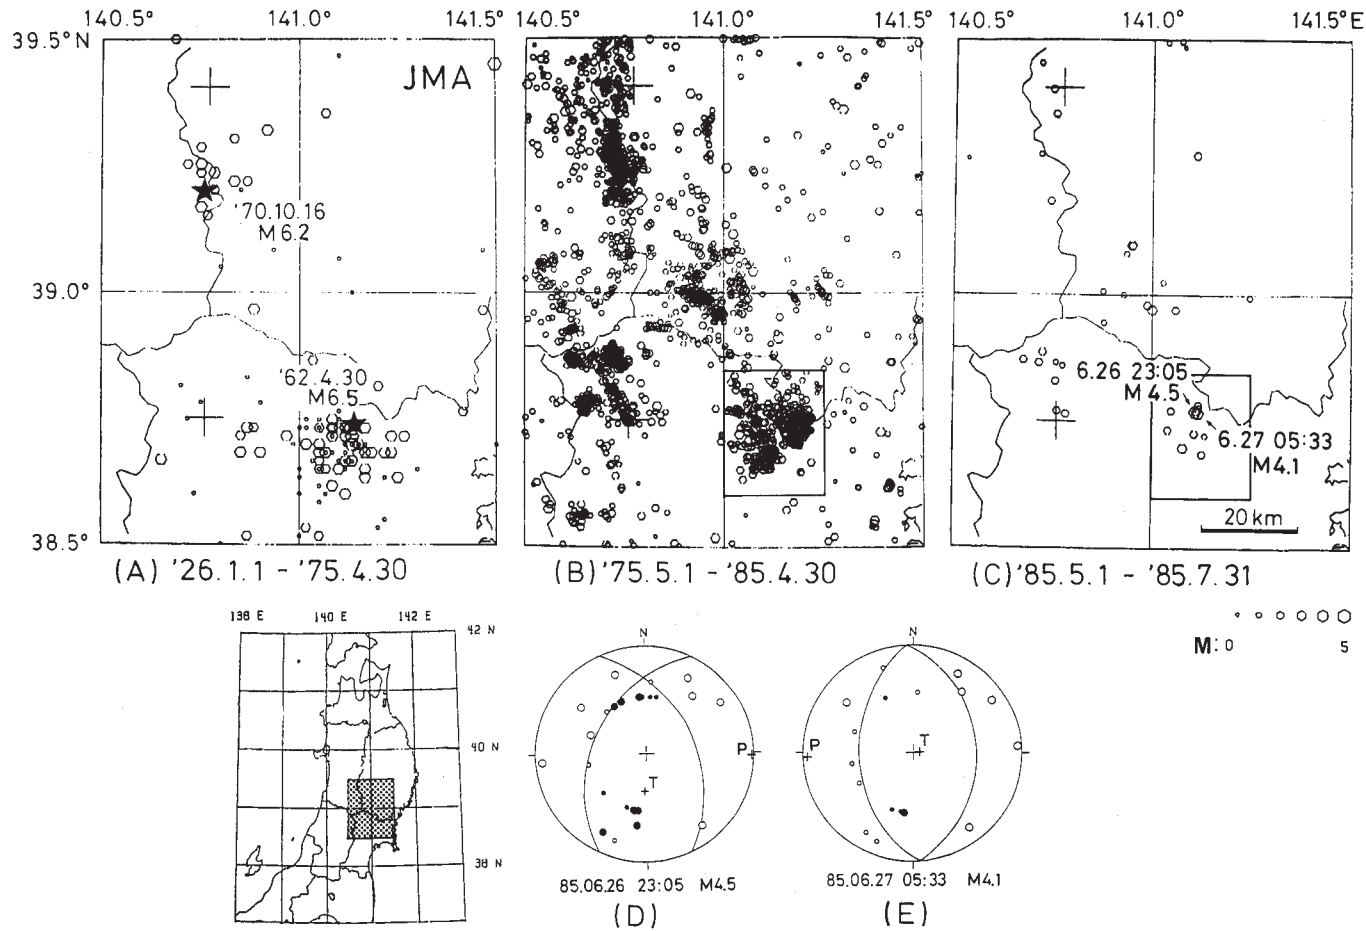 140.5° 141.0° 141.5°
140.5° 141.0° 141.5°
140.5° 141.0° 141.5°E
39.5°N
39.0°
38.5°
JMA
'70.10.16
M6.2
'62.4.30
M6.5
6.26 23:05
M4.5
6.27 05:33
M4.1
20km
(A) '26.1.1 - '75.4.30
(B) '75.5.1 - '85.4.30
(C) '85.5.1 - '85.7.31
M: 0 5
138 E 140 E 142 E
42 N
40 N
38 N
N
P
T
85.06.26 23:05 M4.5
(D)
N
P
T
85.06.27 05:33 M4.1
(E)